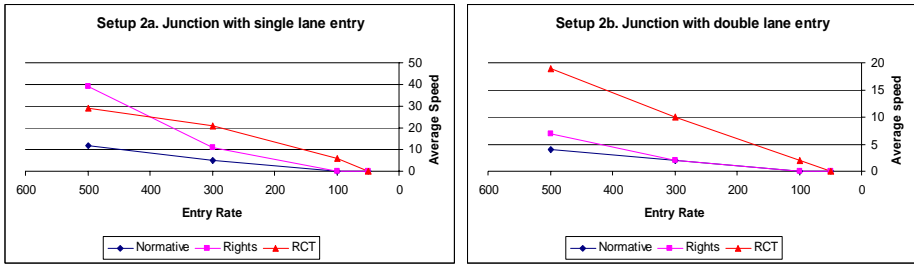 Setup 2a. Junction with single lane entry
50
40
30
20
10
0
Average Speed
600 500 400 300 200 100 0
Entry Rate
Normative Rights RCT
Setup 2b. Junction with double lane entry
20
15
10
5
0
Average speed
600 500 400 300 200 100 0
Entry Rate
Normative Rights RCT